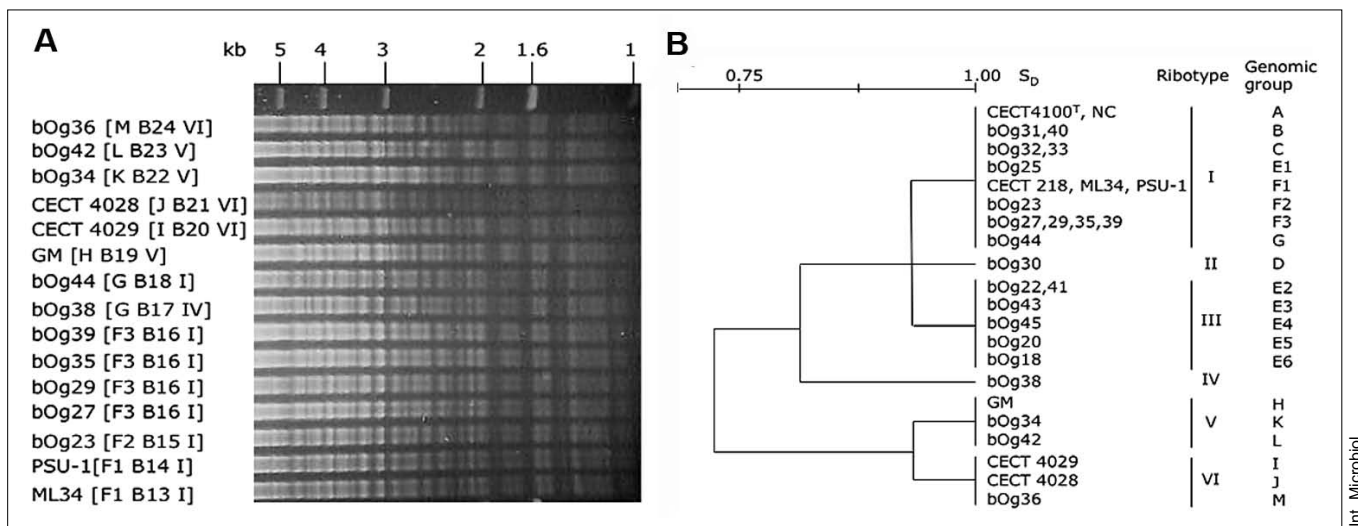 A
kb 5 4 3 2 1.6 1
bOg36 [M B24 VI]
bOg42 [L B23 V]
bOg34 [K B22 V]
CECT 4028 [J B21 VI]
CECT 4029 [I B20 VI]
GM [H B19 V]
bOg44 [G B18 I]
bOg38 [G B17 IV]
bOg39 [F3 B16 I]
bOg35 [F3 B16 I]
bOg29 [F3 B16 I]
bOg27 [F3 B16 I]
bOg23 [F2 B15 I]
PSU-1[F1 B14 I]
ML34 [F1 B13 I]
B
0.75 1.00 S_D Ribotype Genomic group
CECT4100ᵀ, NC A
bOg31,40 B
bOg32,33 C
bOg25 E1
I
CECT 218, ML34, PSU-1 F1
bOg23 F2
bOg27,29,35,39 F3
bOg44 G
bOg30 II D
bOg22,41 E2
bOg43 E3
bOg45 III E4
bOg20 E5
bOg18 E6
bOg38 IV
GM H
bOg34 V K
bOg42 L
CECT 4029 I
CECT 4028 VI J
bOg36 M
Int. Microbiol